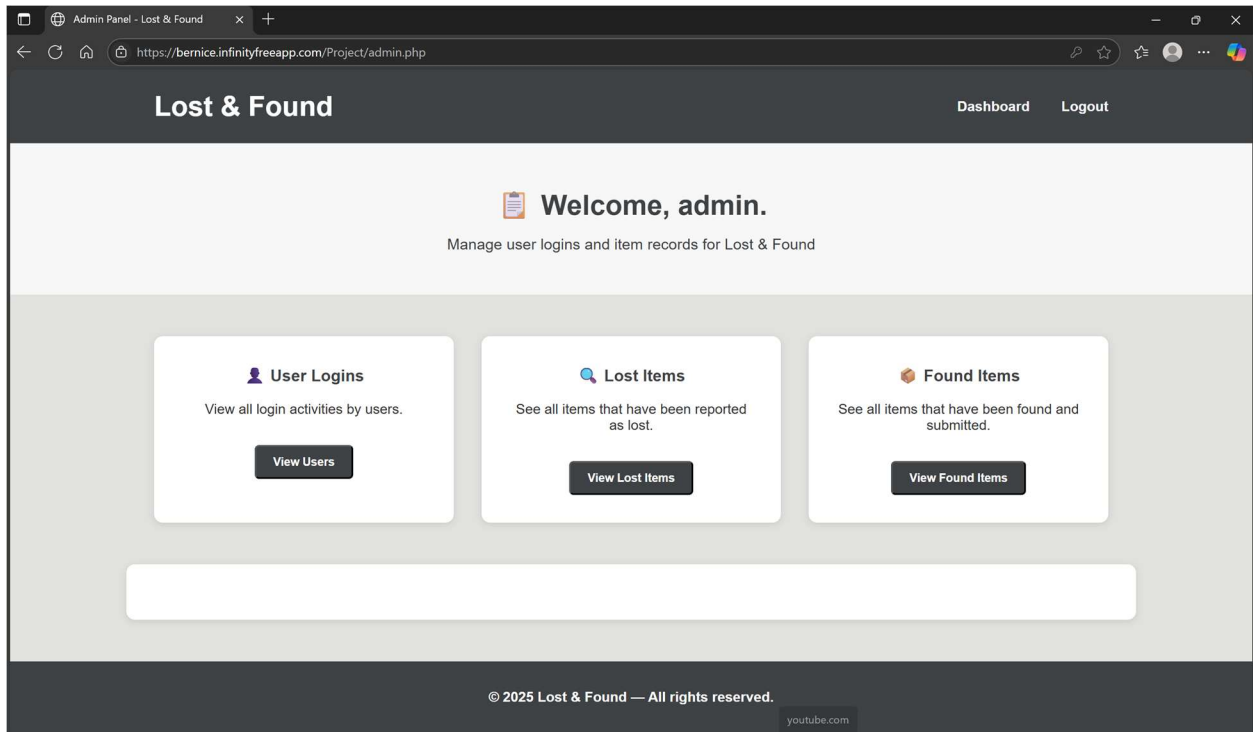 Admin Panel - Lost & Found
https://bernice.infinityfreeapp.com/Project/admin.php
Lost & Found
Dashboard Logout
Welcome, admin.
Manage user logins and item records for Lost & Found
User Logins
View all login activities by users.
View Users
Lost Items
See all items that have been reported
as lost.
View Lost Items
Found Items
See all items that have been found and
submitted.
View Found Items
© 2025 Lost & Found — All rights reserved.
youtube.com